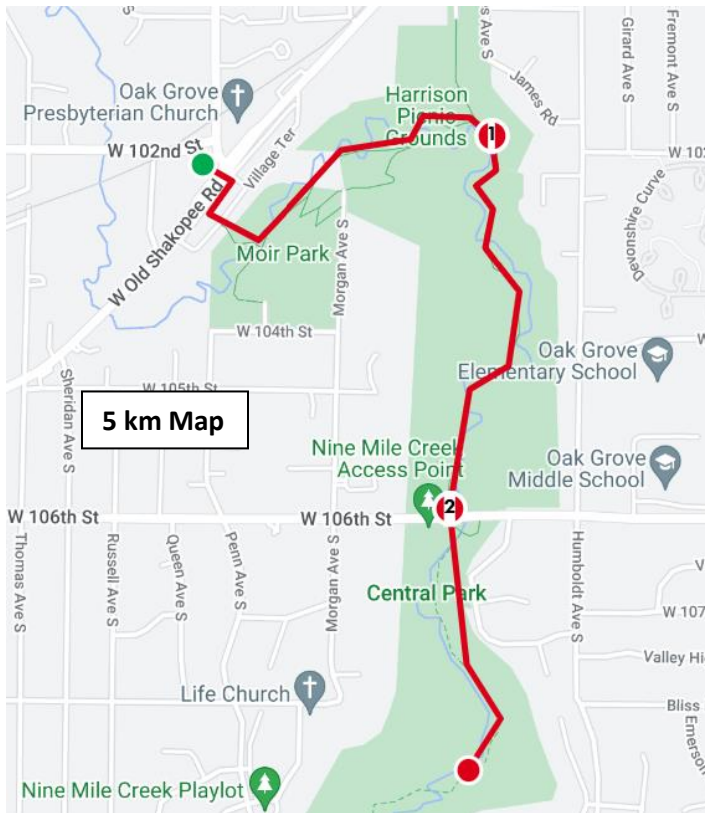 Oak Grove
Presbyterian Church
W 102nd St
Village Ter
W Old Shakopee Rd
Harrison
Picnic
Grounds
1
es Ave S
James Rd
Girard Ave S
Fremont Ave S
W 102
Devonshire Curve
Moir Park
Morgan Ave S
W 104th St
W 105th St
Sheridan Ave S
5 km Map
Oak Grove
Elementary School
W
Nine Mile Creek
Access Point
Oak Grove
Middle School
2
W 106th St
W 106th St
Thomas Ave S
Russell Ave S
Queen Ave S
Penn Ave S
Morgan Ave S
Humboldt Ave S
Central Park
V
W 107
Valley Hi
Life Church
Bliss
Emerson
Nine Mile Creek Playlot